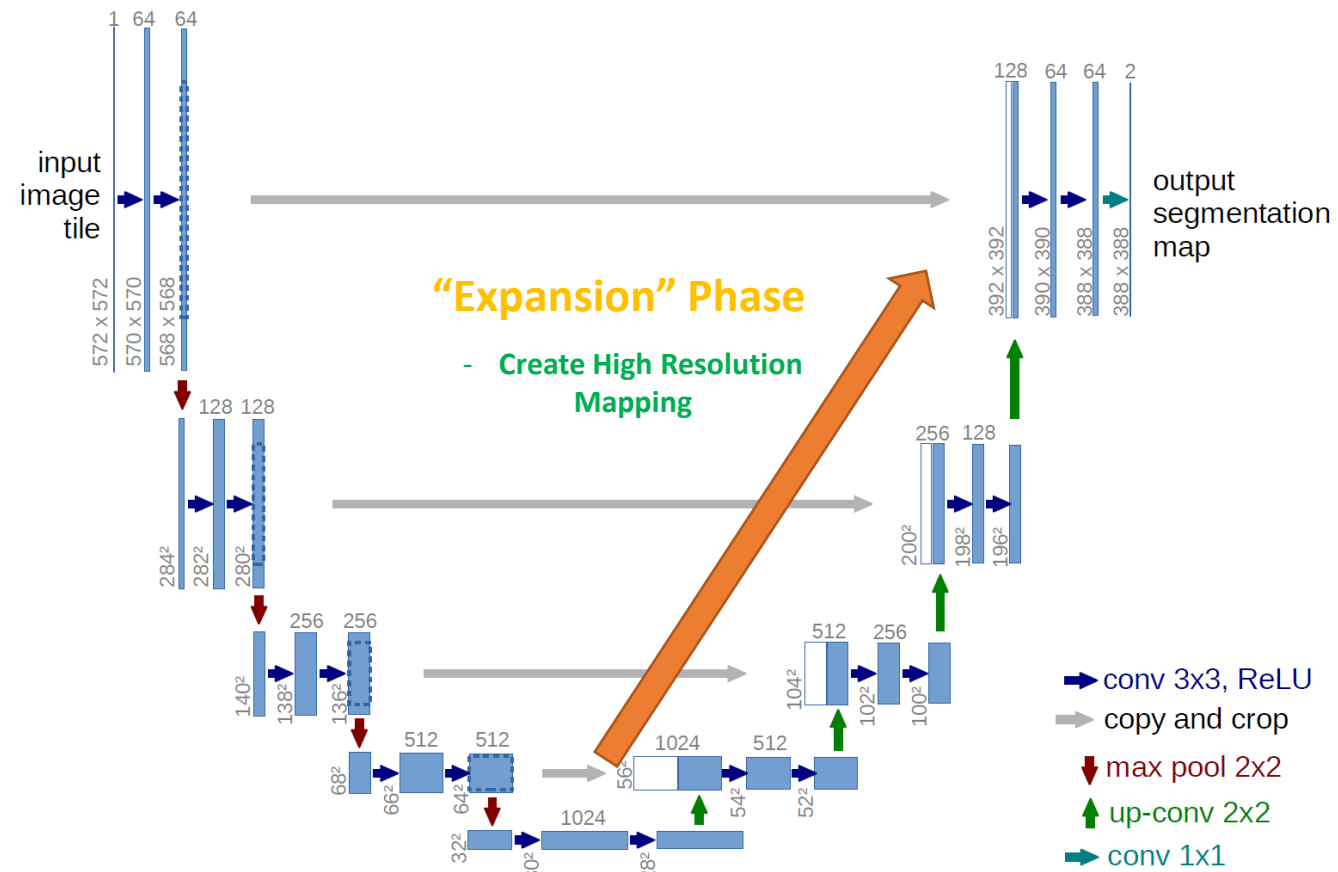 1 64 64
128 64 64 2
input
image
tile
output
segmentation
map
572 x 572
570 x 570
568 x 568
392 x 392
390 x 390
388 x 388
388 x 388
“Expansion” Phase
- Create High Resolution
Mapping
128 128
256 128
284²
282²
280²
200²
198²
196²
256 256
512 256
140²
138²
136²
104²
102²
100²
512 512
1024 512
68²
66²
64²
56²
54²
52²
1024
32²
conv 3x3, ReLU
copy and crop
max pool 2x2
up-conv 2x2
conv 1x1